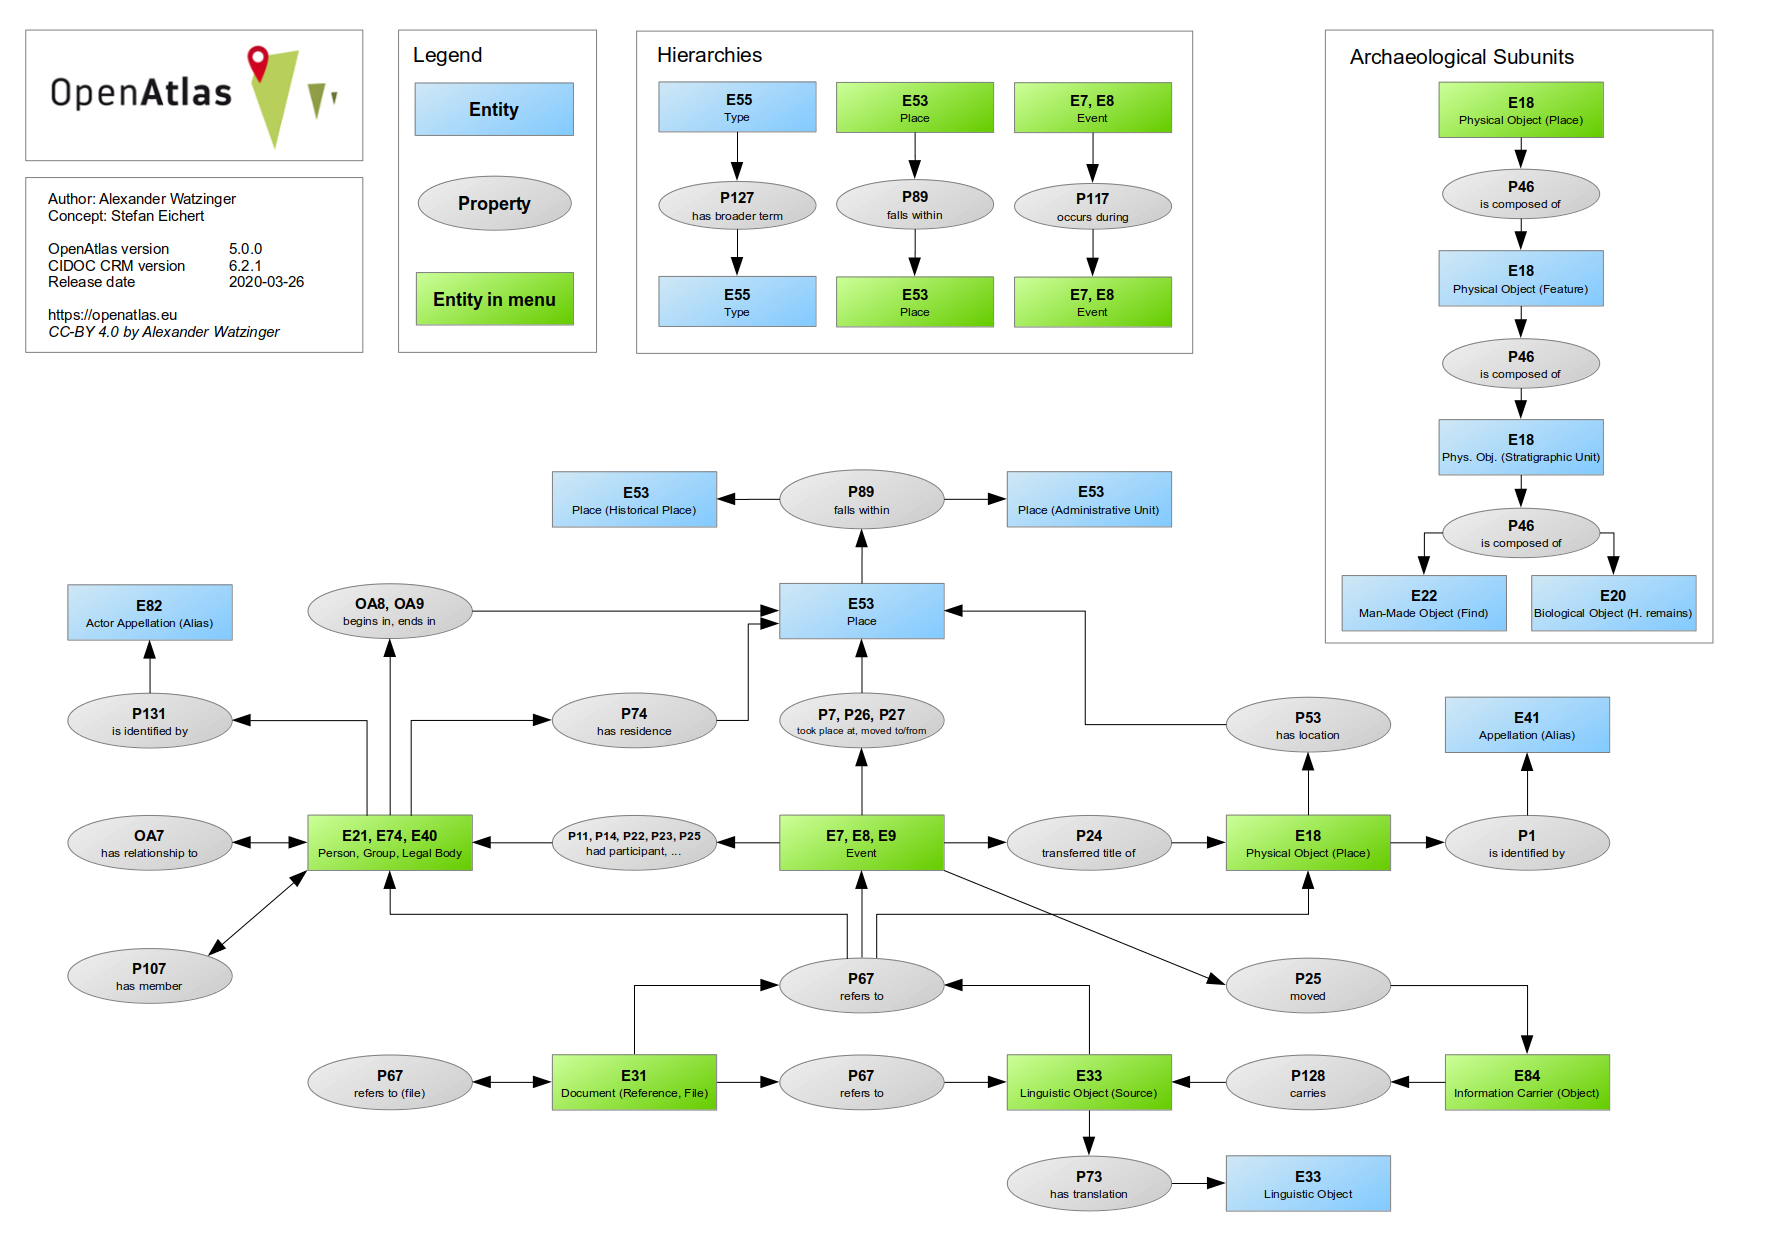 OpenAtlas
Author: Alexander Watzinger
Concept: Stefan Eichert
OpenAtlas version 5.0.0
CIDOC CRM version 6.2.1
Release date 2020-03-26
https://openatlas.eu
CC-BY 4.0 by Alexander Watzinger
Legend
Entity
Property
Entity in menu
Hierarchies
E55
Type
P127
has broader term
E55
Type
E53
Place
P89
falls within
E53
Place
E7, E8
Event
P117
occurs during
E7, E8
Event
Archaeological Subunits
E18
Physical Object (Place)
P46
is composed of
E18
Physical Object (Feature)
P46
is composed of
E18
Phys. Obj. (Stratigraphic Unit)
P46
is composed of
E22
Man-Made Object (Find)
E20
Biological Object (H. remains)
E53
Place (Historical Place)
P89
falls within
E53
Place (Administrative Unit)
E82
Actor Appellation (Alias)
OA8, OA9
begins in, ends in
E53
Place
P131
is identified by
P74
has residence
P7, P26, P27
took place at, moved to/from
P53
has location
E41
Appellation (Alias)
OA7
has relationship to
E21, E74, E40
Person, Group, Legal Body
P11, P14, P22, P23, P25
had participant, ...
E7, E8, E9
Event
P24
transferred title of
E18
Physical Object (Place)
P1
is identified by
P107
has member
P67
refers to
P25
moved
P67
refers to (file)
E31
Document (Reference, File)
P67
refers to
E33
Linguistic Object (Source)
P128
carries
E84
Information Carrier (Object)
P73
has translation
E33
Linguistic Object